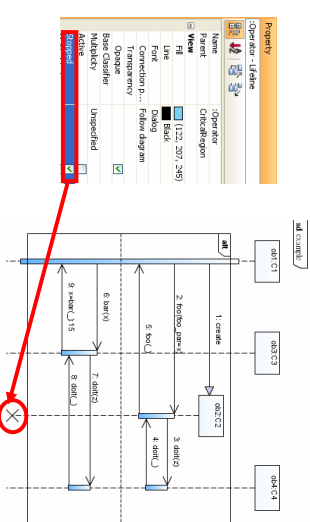 Property
:Operator - Lifeline
Name :Operator
Parent CriticalRegion
View
Fill (122, 207, 245)
Line Black
Font Dialog
Connection p... Follow diagram
Transparency
Opaque
Base Classifier
Multiplicity Unspecified
Active
Stopped
sd example
ob1:C1
ob3:C3
ob4:C4
alt
1: create
ob2:C2
2: foo(foo_par=x)
3: doit(z)
4: doit(_)
5: foo(_)
6: bar(x)
7: doit(z)
8: doit(_)
9: x=bar(_):15